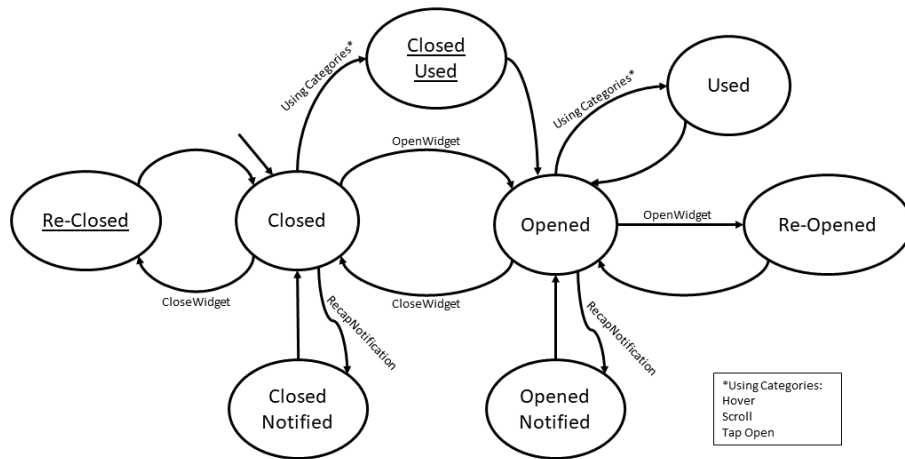 Closed
Used
Using Categories*
Using Categories*
Used
OpenWidget
Re-Closed
Closed
Opened
OpenWidget
Re-Opened
CloseWidget
CloseWidget
RecapNotification
RecapNotification
Closed
Notified
Opened
Notified
*Using Categories:
Hover
Scroll
Tap Open